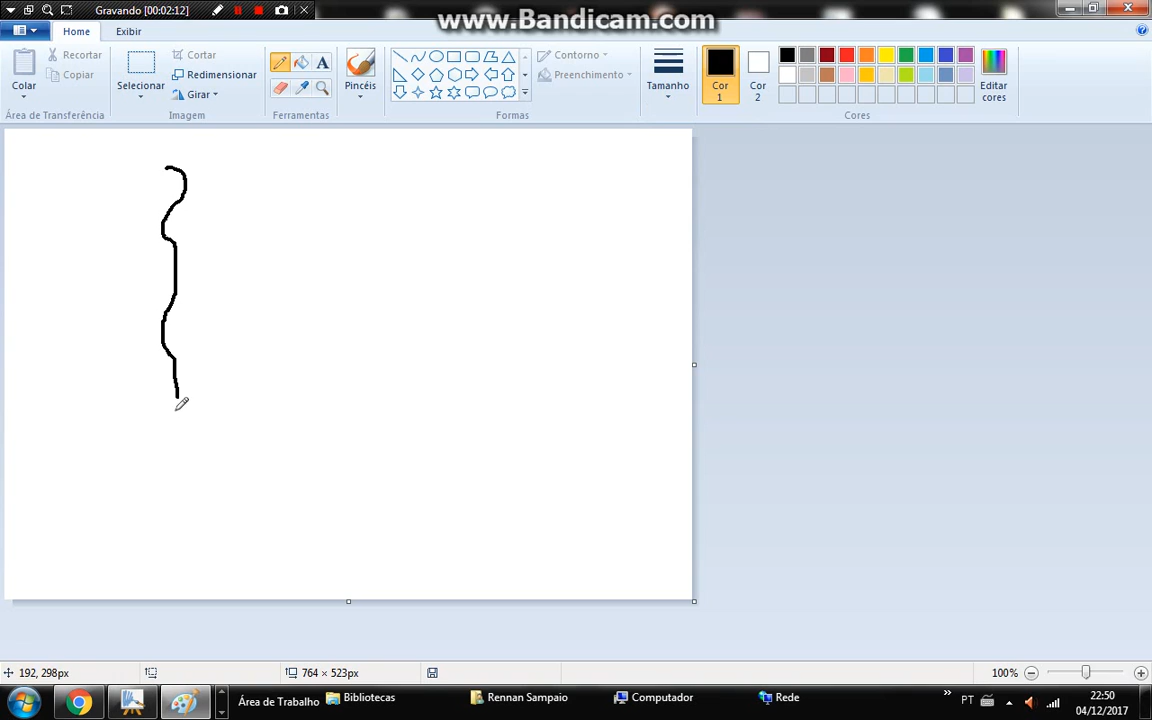 Gravando [00:02:12]
www.Bandicam.com
Home Exibir
Colar
Recortar
Copiar
Área de Transferência
Selecionar
Cortar
Redimensionar
Girar
Imagem
A
Ferramentas
Pincéis
Contorno
Preenchimento
Formas
Tamanho
Cor
1
Cor
2
Editar
cores
Cores
192, 298px
764 × 523px
100%
Área de Trabalho
Bibliotecas
Rennan Sampaio
Computador
Rede
»
PT
22:50
04/12/2017